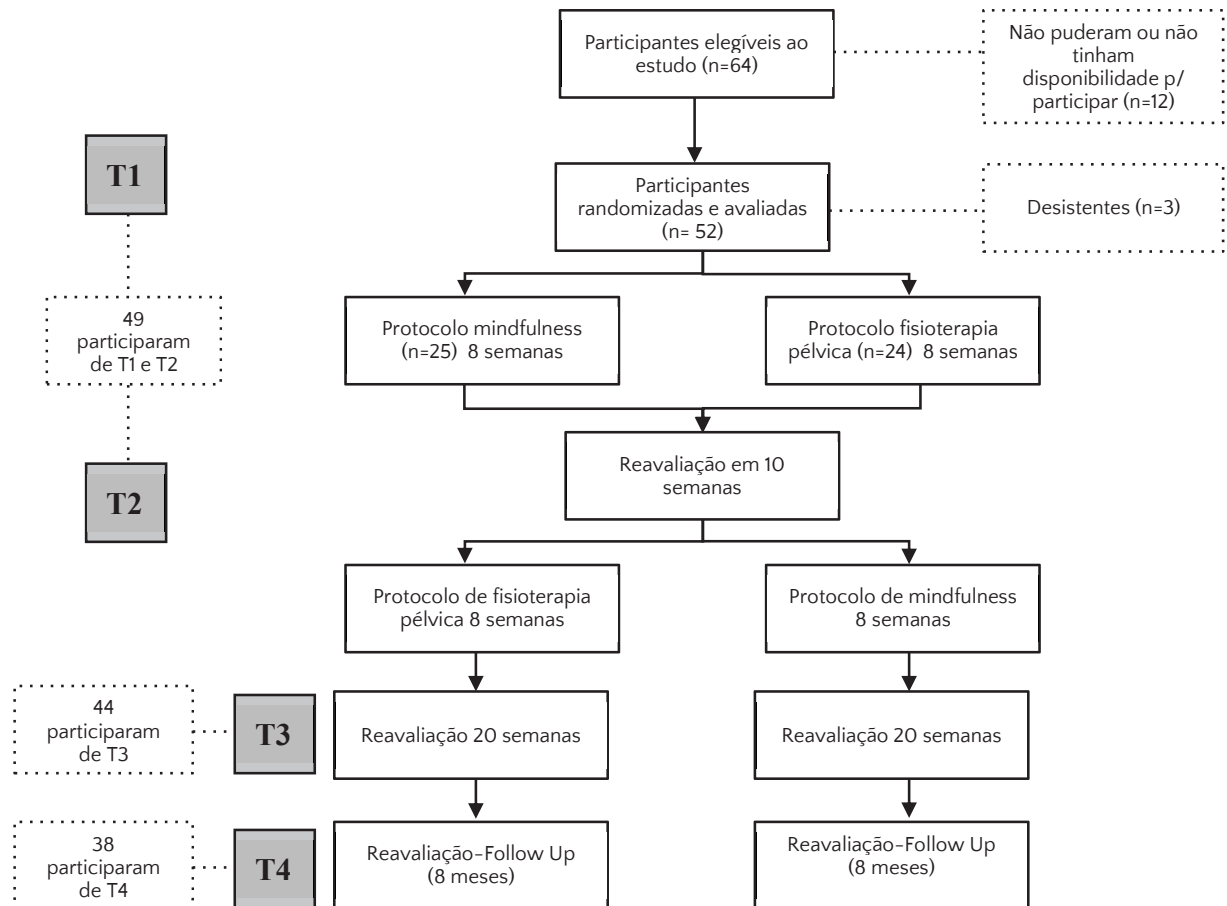 Participantes elegíveis ao
estudo (n=64)
Não puderam ou não
tinham
disponibilidade p/
participar (n=12)
T1
Participantes
randomizadas e avaliadas
(n= 52)
Desistentes (n=3)
49
participaram
de T1 e T2
Protocolo mindfulness
(n=25) 8 semanas
Protocolo fisioterapia
pélvica (n=24) 8 semanas
T2
Reavaliação em 10
semanas
Protocolo de fisioterapia
pélvica 8 semanas
Protocolo de mindfulness
8 semanas
44
participaram
de T3
T3
Reavaliação 20 semanas
Reavaliação 20 semanas
38
participaram
de T4
T4
Reavaliação-Follow Up
(8 meses)
Reavaliação-Follow Up
(8 meses)